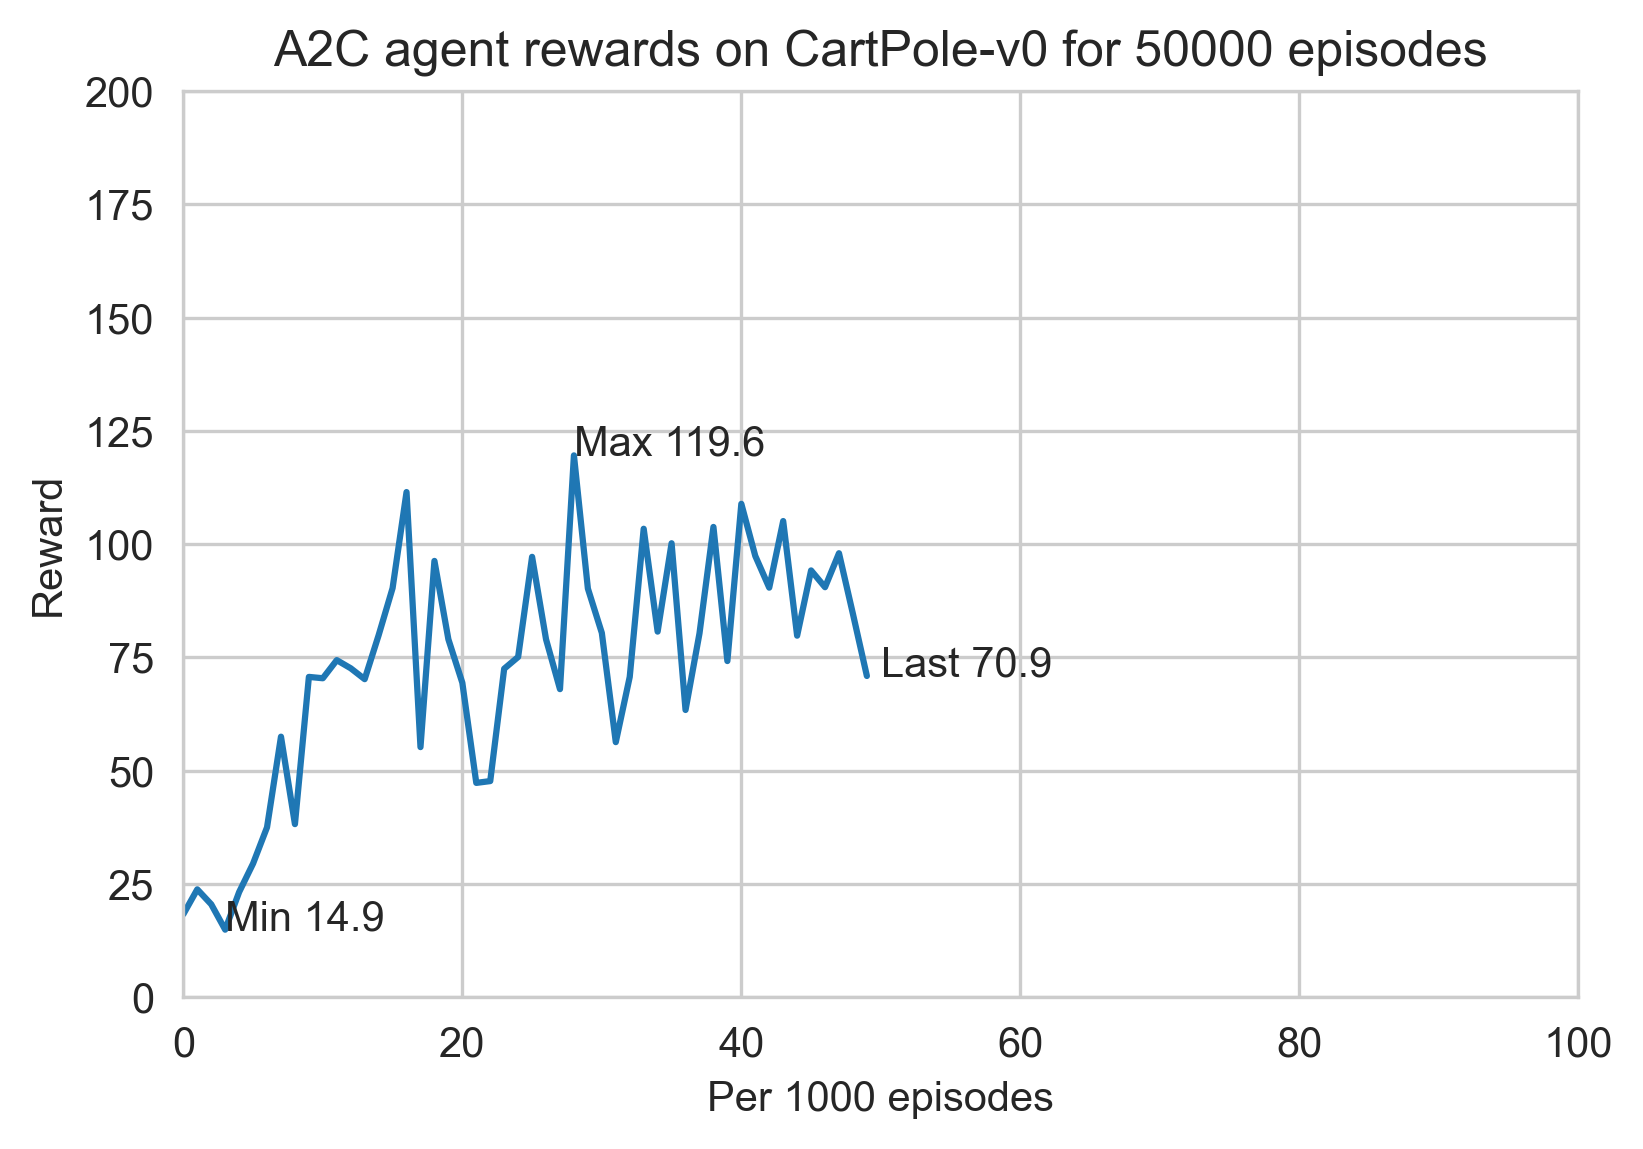 A2C agent rewards on CartPole-v0 for 50000 episodes
200
175
150
125
100
75
50
25
0
Reward
Max 119.6
Last 70.9
Min 14.9
0 20 40 60 80 100
Per 1000 episodes